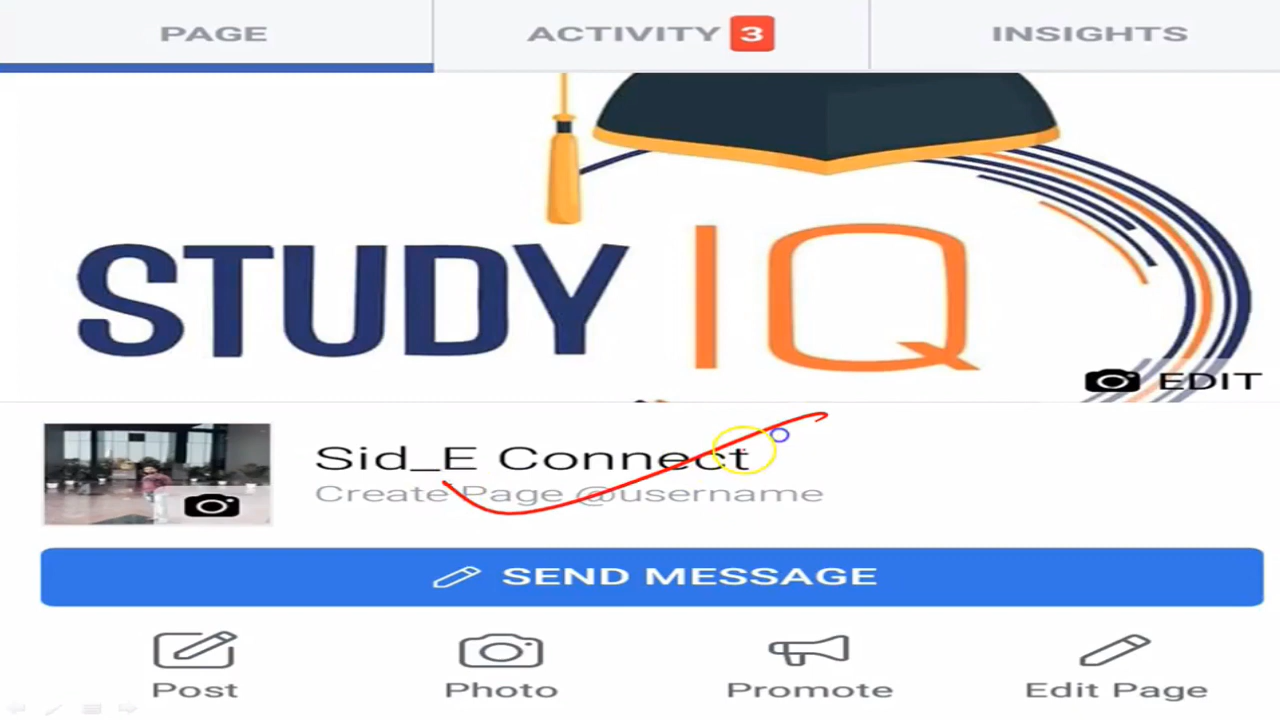 PAGE
ACTIVITY 3
INSIGHTS
STUDY IQ
EDIT
Sid_E Connect
Create Page @username
SEND MESSAGE
Post
Photo
Promote
Edit Page